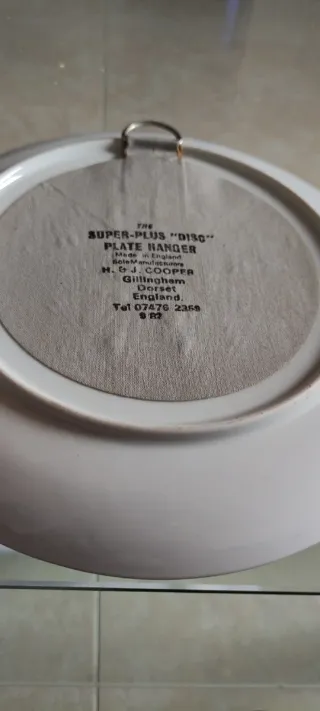 THE
SUPER-PLUS "DISC"
PLATE HANGER
Made in England
Sole Manufacturers
H. & J. COOPER
Gillingham
Dorset
England.
Tel 07476 2359